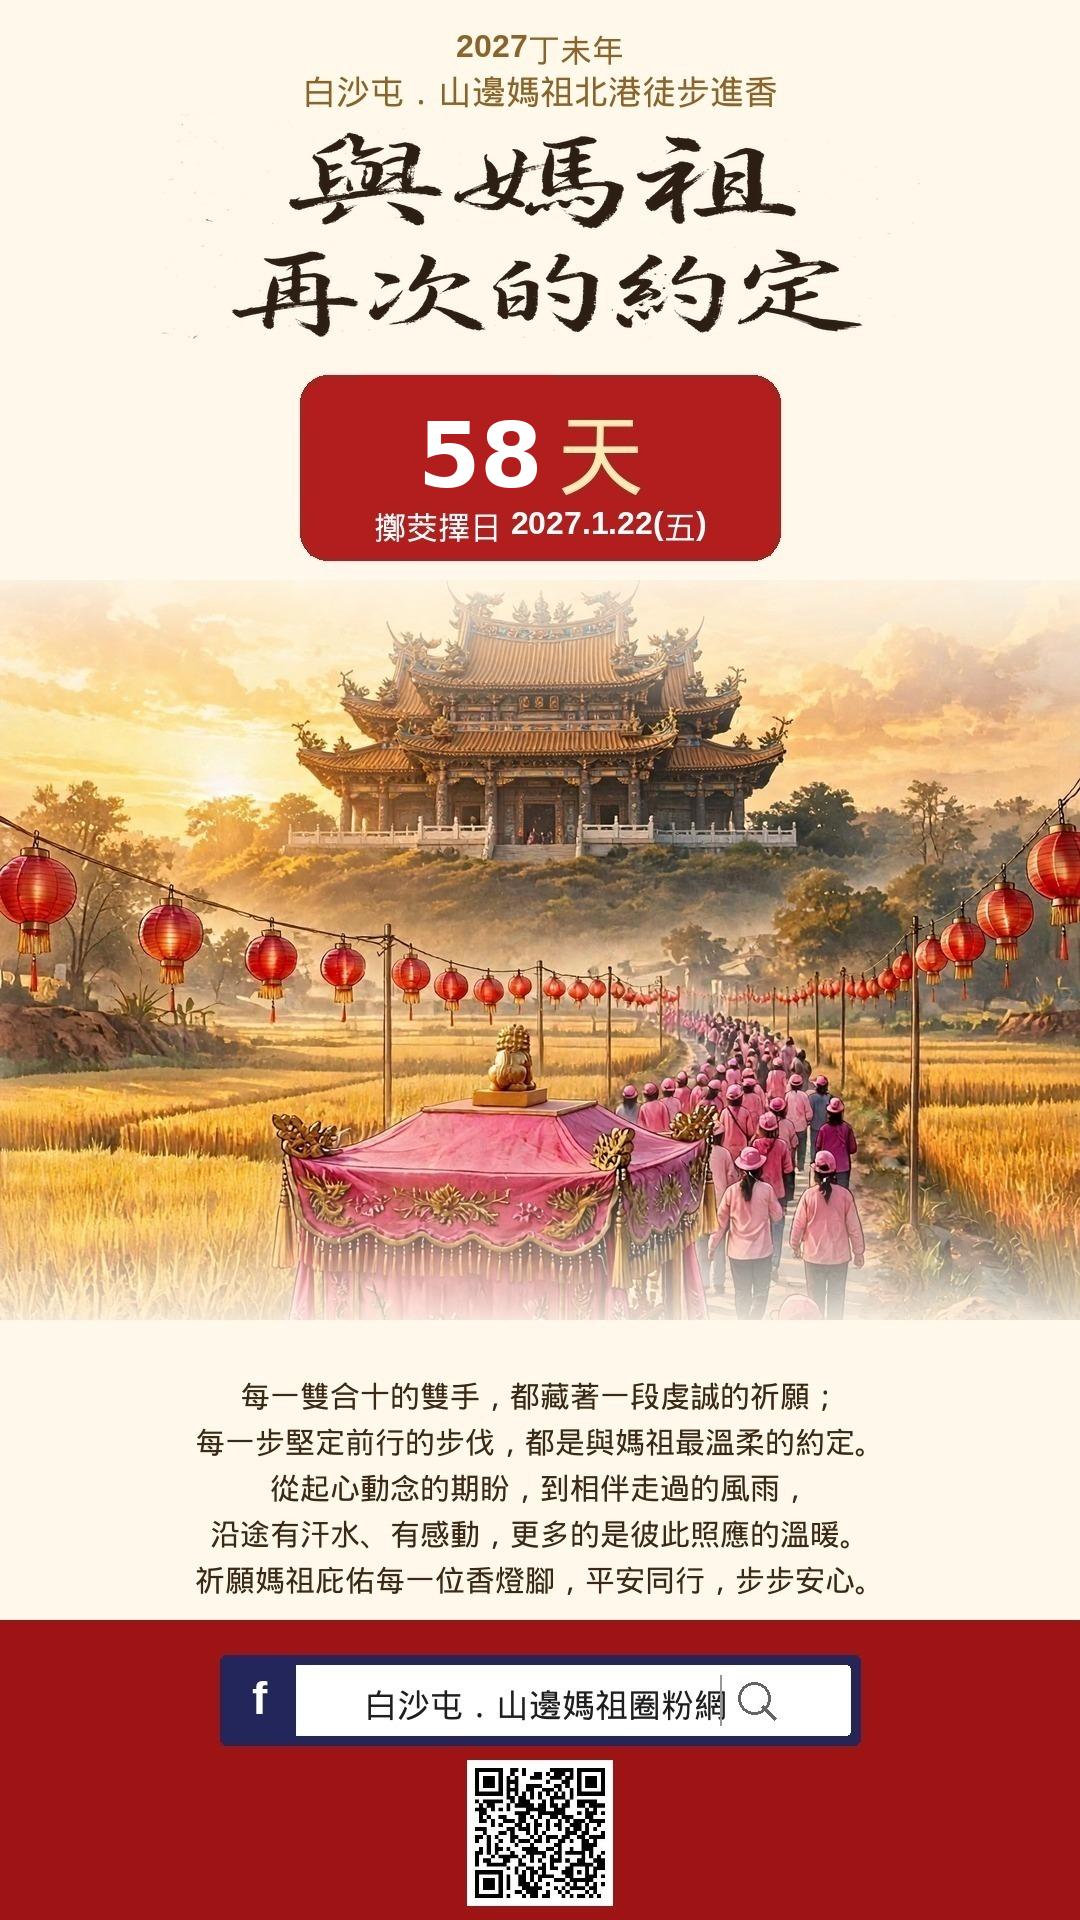 2027丁未年
白沙屯．山邊媽祖北港徒步進香
與媽祖
再次的約定
58天
擲茭擇日 2027.1.22(五)
每一雙合十的雙手，都藏著一段虔誠的祈願；
每一步堅定前行的步伐，都是與媽祖最溫柔的約定。
從起心動念的期盼，到相伴走過的風雨，
沿途有汗水、有感動，更多的是彼此照應的溫暖。
祈願媽祖庇佑每一位香燈腳，平安同行，步步安心。
f 白沙屯．山邊媽祖圈粉網